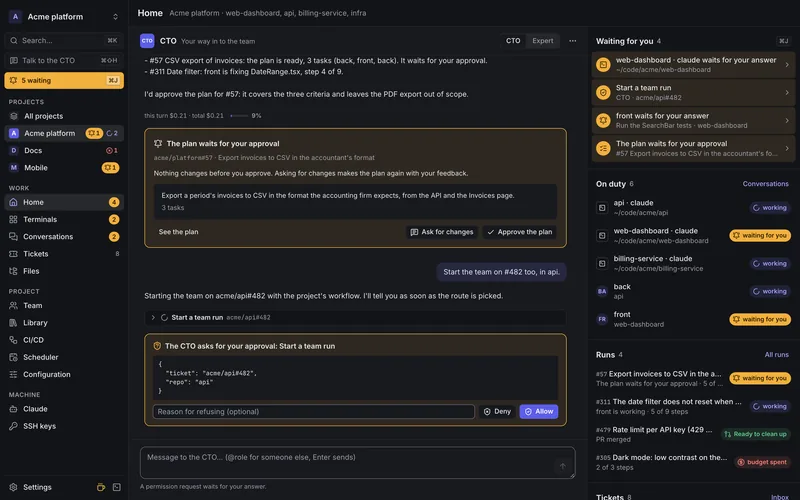 A Acme platform
Search... ⌘K
Talk to the CTO ⌘⇧H
5 waiting ⌘J
PROJECTS
All projects
A Acme platform 1 2
D Docs 1
M Mobile 1
WORK
Home 4
Terminals 2
Conversations 2
Tickets 8
Files
PROJECT
Team
Library
CI/CD
Scheduler
Configuration
MACHINE
Claude
SSH keys
Settings
Home Acme platform · web-dashboard, api, billing-service, infra
CTO CTO Your way in to the team CTO Expert
- #57 CSV export of invoices: the plan is ready, 3 tasks (back, front, back). It waits for your approval.
- #311 Date filter: front is fixing DateRange.tsx, step 4 of 9.
I'd approve the plan for #57: it covers the three criteria and leaves the PDF export out of scope.
this turn $0.21 · total $0.21 9%
The plan waits for your approval
acme/platform#57 · Export invoices to CSV in the accountant's format
Nothing changes before you approve. Asking for changes makes the plan again with your feedback.
Export a period's invoices to CSV in the format the accounting firm expects, from the API and the Invoices page.
3 tasks
See the plan Ask for changes Approve the plan
Start the team on #482 too, in api.
Starting the team on acme/api#482 with the project's workflow. I'll tell you as soon as the route is picked.
Start a team run acme/api#482
The CTO asks for your approval: Start a team run
{
"ticket": "acme/api#482",
"repo": "api"
}
Reason for refusing (optional) Deny Allow
Message to the CTO... (@role for someone else, Enter sends)
A permission request waits for your answer.
Waiting for you 4 ⌘J
web-dashboard · claude waits for your answer
~/code/acme/web-dashboard
Start a team run
CTO · acme/api#482
front waits for your answer
Run the SearchBar tests · web-dashboard
The plan waits for your approval
#57 Export invoices to CSV in the accountant's fo...
On duty 6 Conversations
api · claude
~/code/acme/api
working
web-dashboard · claude
~/code/acme/web-dashboard
waiting for you
billing-service · claude
~/code/acme/billing-service
working
BA back
api
working
FR front
web-dashboard
waiting for you
Runs 4 All runs
#57 Export invoices to CSV in the a...
The plan waits for your approval · 5 of ...
waiting for you
#311 The date filter does not reset when ...
front is working · 5 of 9 steps
working
#479 Rate limit per API key (429 ...
PR merged
Ready to clean up
#305 Dark mode: low contrast on the...
2 of 3 steps
budget spent
Tickets 8 Inbox